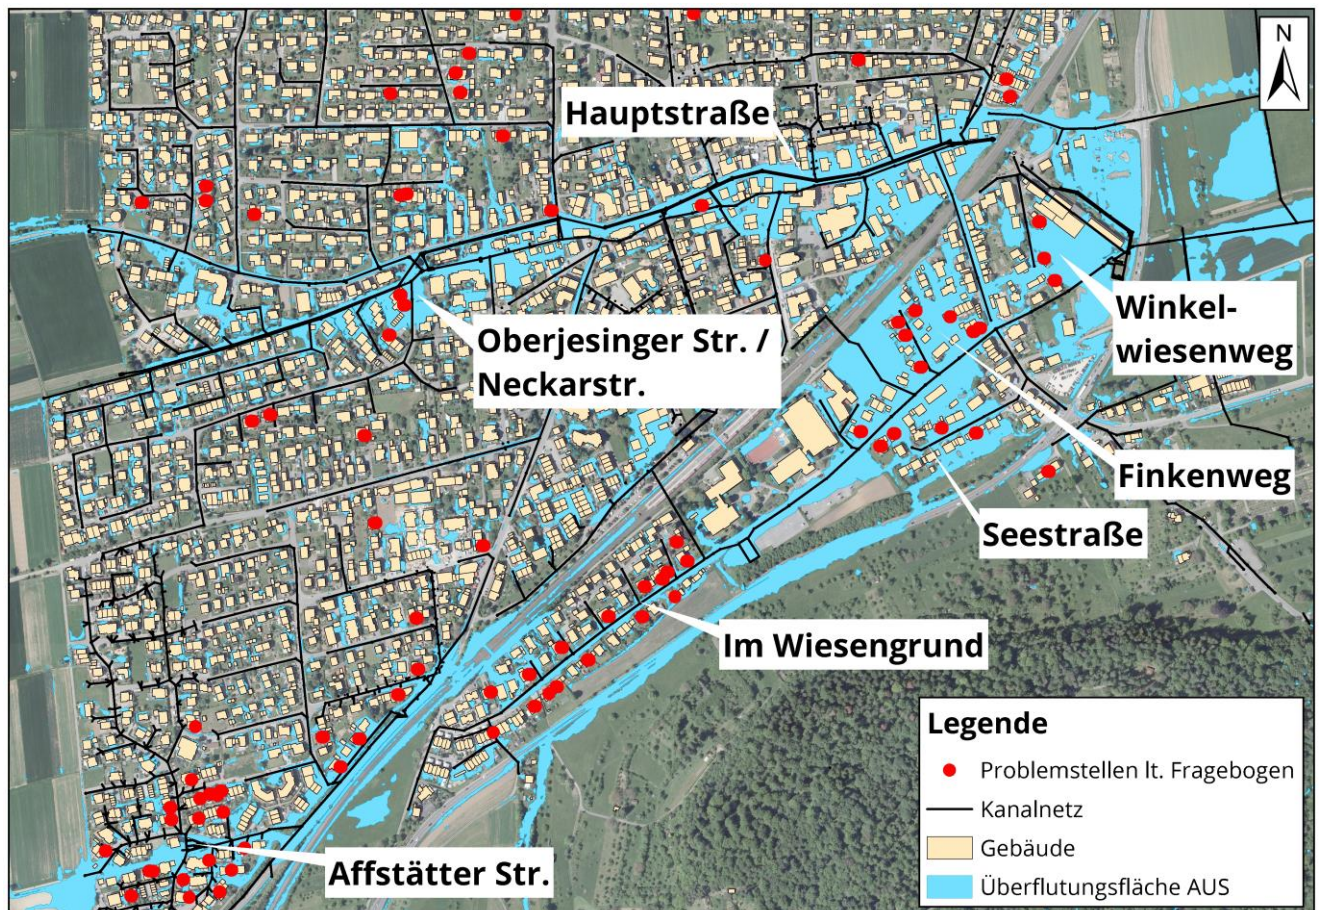 N
Hauptstraße
Oberjesinger Str. /
Neckarstr.
Winkel-
wiesenweg
Finkenweg
Seestraße
Im Wiesengrund
Affstätter Str.
Legende
Problemstellen lt. Fragebogen
Kanalnetz
Gebäude
Überflutungsfläche AUS